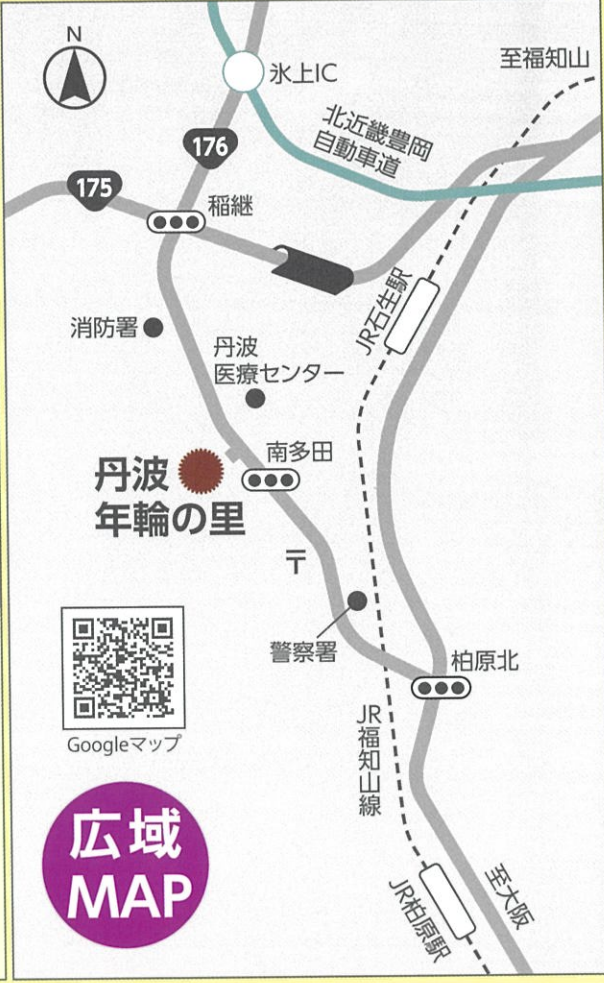 N
氷上IC
至福知山
北近畿豊岡
自動車道
176
175
稲継
JR石生駅
消防署
丹波
医療センター
南多田
丹波
年輪の里
〒
警察署
柏原北
Googleマップ
JR福知山線
広域
MAP
JR柏原駅
至大阪